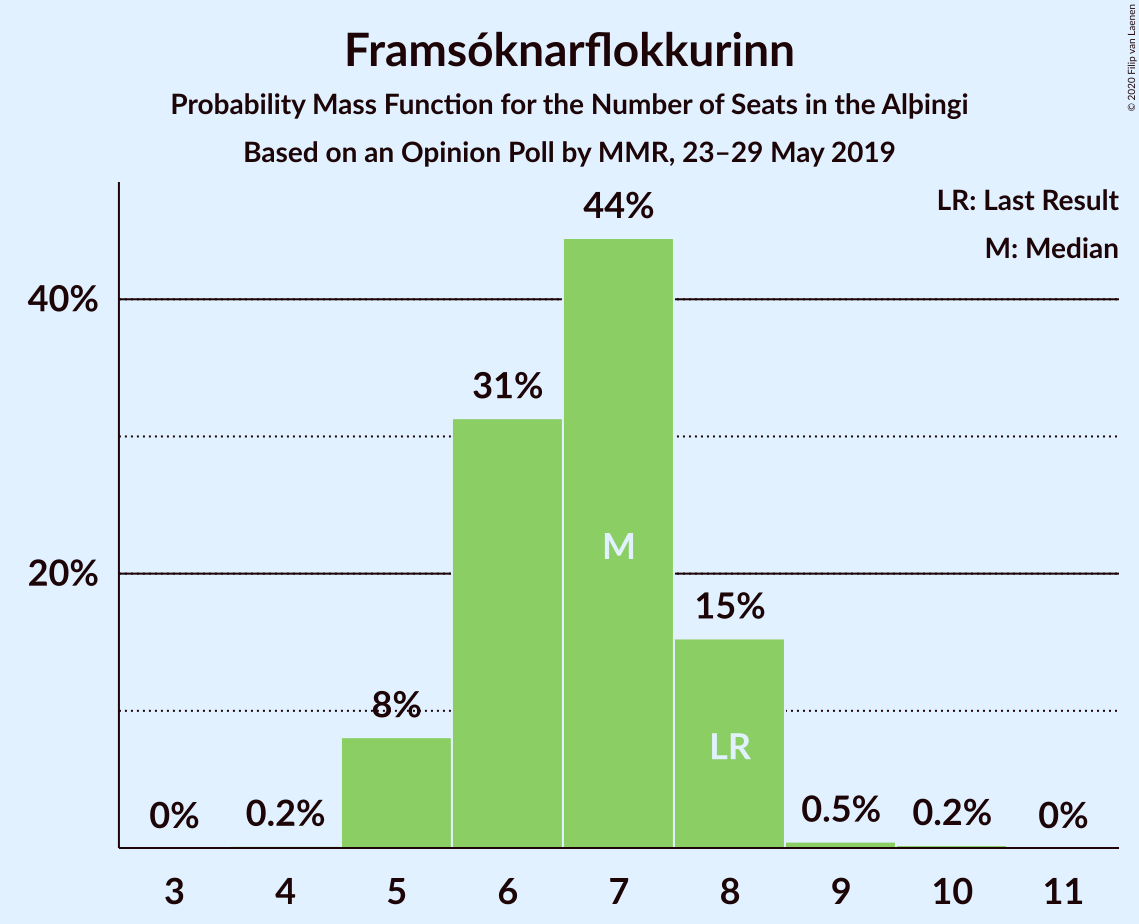 Framsóknarflokkurinn
Probability Mass Function for the Number of Seats in the Alþingi
Based on an Opinion Poll by MMR, 23–29 May 2019
© 2020 Filip van Laenen
LR: Last Result
M: Median
44%
40%
31%
M
20%
15%
8%
LR
0% 0.2% 0.5% 0.2% 0%
3 4 5 6 7 8 9 10 11